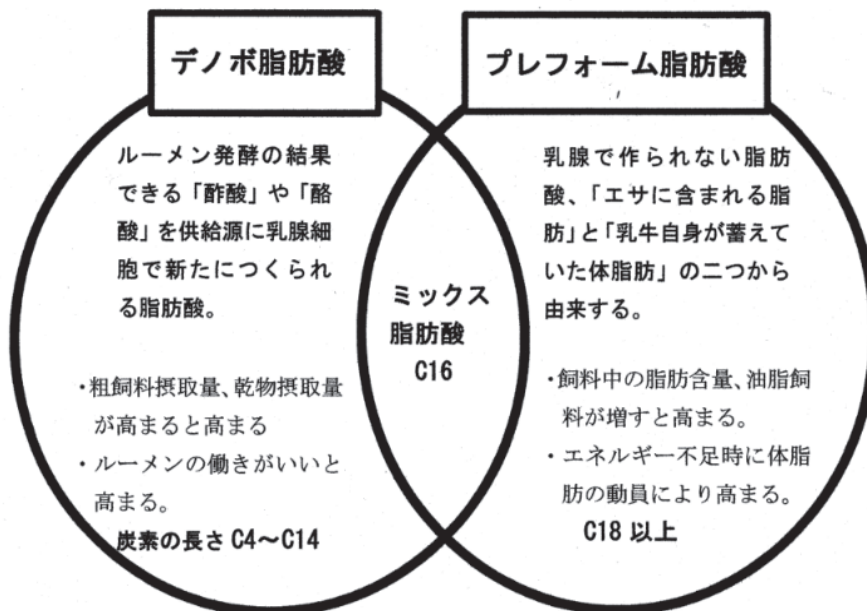 デノボ脂肪酸
ルーメン発酵の結果
できる「酢酸」や「酪
酸」を供給源に乳腺細
胞で新たにつくられ
る脂肪酸。
・粗飼料摂取量、乾物摂取量
が高まると高まる
・ルーメンの働きがいいと
高まる。
炭素の長さ C4～C14
ミックス
脂肪酸
C16
プレフォーム脂肪酸
乳腺で作られない脂肪
酸、「エサに含まれる脂
肪」と「乳牛自身が蓄えて
いた体脂肪」の二つから
由来する。
・飼料中の脂肪含量、油脂飼
料が増すと高まる。
・エネルギー不足時に体脂
肪の動員により高まる。
C18 以上